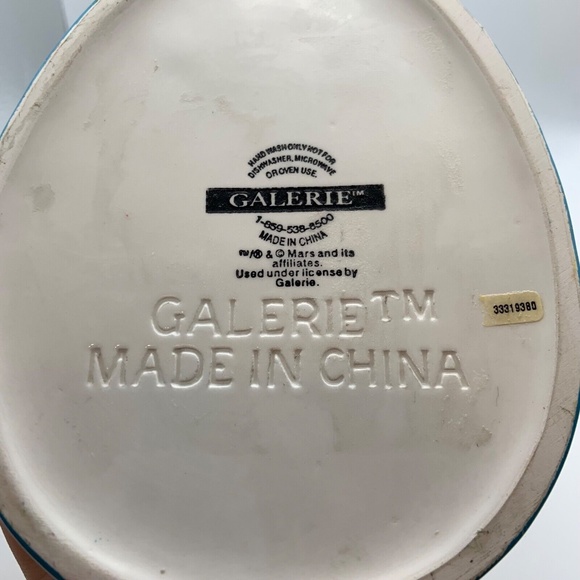 HAND WASH ONLY NOT FOR
DISHWASHER, MICROWAVE
OR OVEN USE.
GALERIE™
1-859-538-8500
MADE IN CHINA
™/® & © Mars and its
affiliates.
Used under license by
Galerie.
GALERIE™
MADE IN CHINA
3331938D